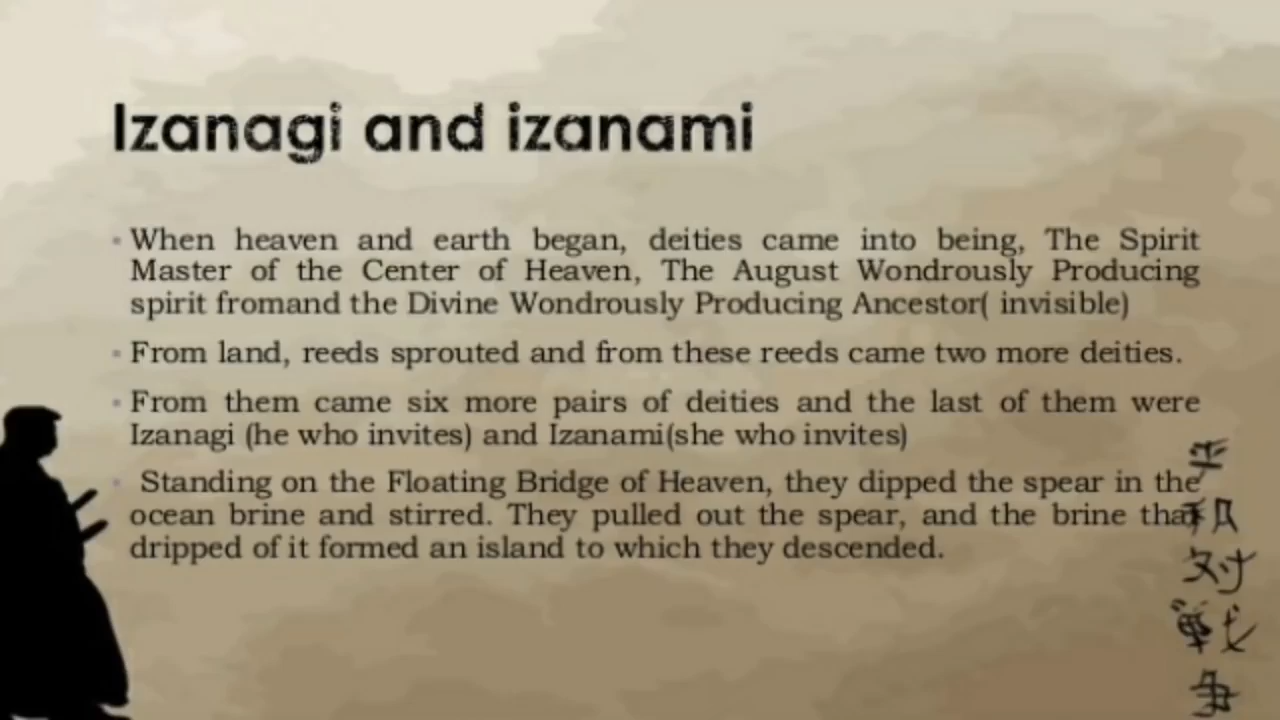 Izanagi and izanami
When heaven and earth began, deities came into being, The Spirit
Master of the Center of Heaven, The August Wondrously Producing
spirit fromand the Divine Wondrously Producing Ancestor( invisible)
From land, reeds sprouted and from these reeds came two more deities.
From them came six more pairs of deities and the last of them were
Izanagi (he who invites) and Izanami(she who invites)
Standing on the Floating Bridge of Heaven, they dipped the spear in the
ocean brine and stirred. They pulled out the spear, and the brine that
dripped of it formed an island to which they descended.
平和対戦争